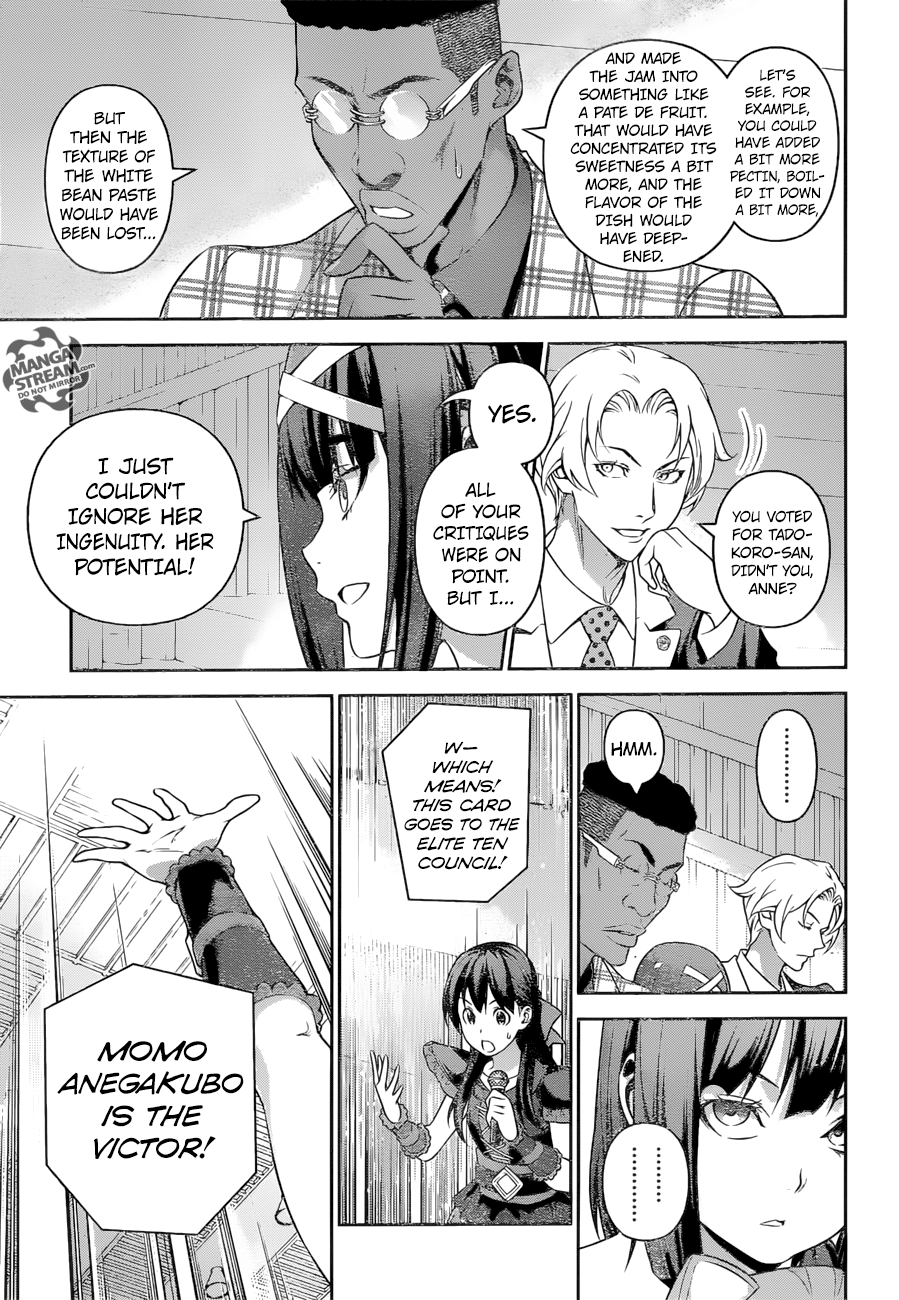 LET'S
SEE. FOR
EXAMPLE,
YOU COULD
HAVE ADDED
A BIT MORE
PECTIN, BOIL-
ED IT DOWN
A BIT MORE,
AND MADE
THE JAM INTO
SOMETHING LIKE
A PATE DE FRUIT.
THAT WOULD HAVE
CONCENTRATED ITS
SWEETNESS A BIT
MORE, AND THE
FLAVOR OF THE
DISH WOULD
HAVE DEEP-
ENED.
BUT
THEN THE
TEXTURE OF
THE WHITE
BEAN PASTE
WOULD HAVE
BEEN LOST...
MANGA
STREAM.com
DO NOT MIRROR
YOU VOTED
FOR TADO-
KORO-SAN,
DIDN'T YOU,
ANNE?
YES.
ALL
OF YOUR
CRITIQUES
WERE ON
POINT.
BUT I...
I JUST
COULDN'T
IGNORE HER
INGENUITY. HER
POTENTIAL!
.........
HMM.
.........
W-
WHICH
MEANS!
THIS CARD
GOES TO THE
ELITE TEN
COUNCIL!
MOMO
ANEGAKUBO
IS THE
VICTOR!